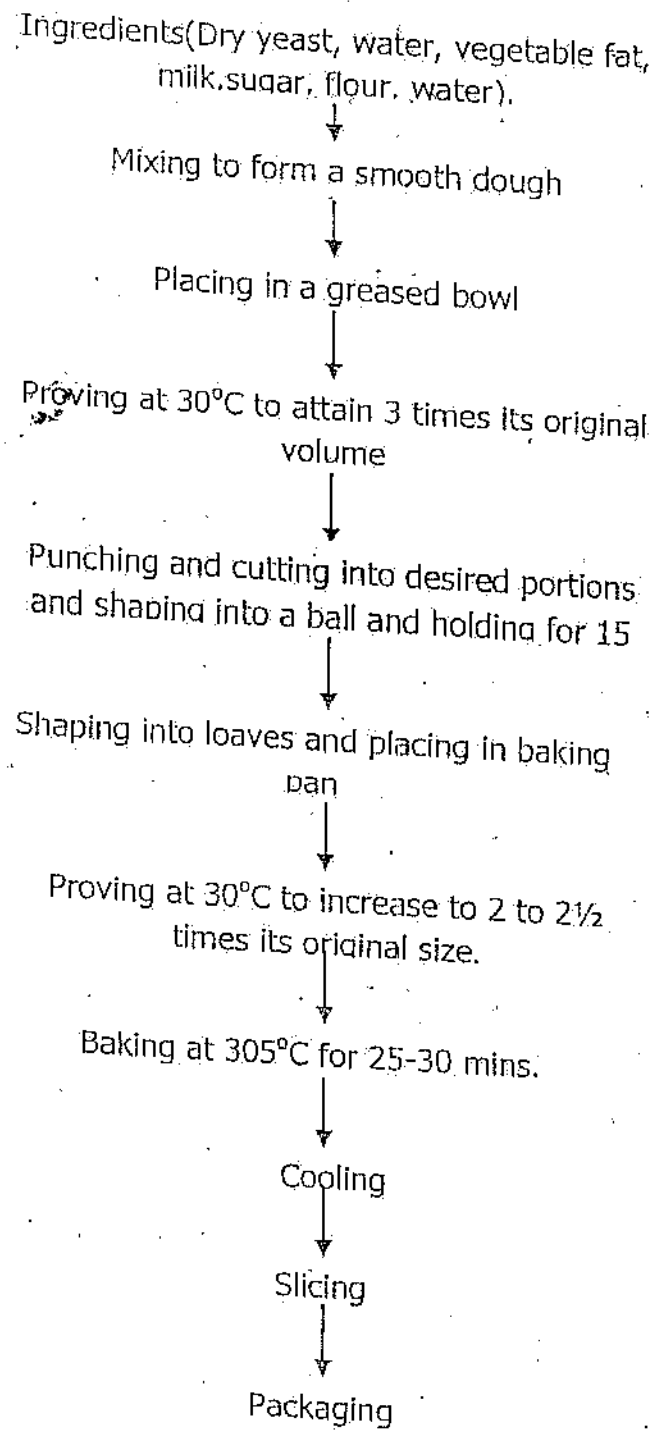 Ingredients(Dry yeast, water, vegetable fat,
milk.sugar, flour. water).
Mixing to form a smooth dough
Placing in a greased bowl
Proving at 30°C to attain 3 times its original
volume
Punching and cutting into desired portions
and shaping into a ball and holding for 15
Shaping into loaves and placing in baking
pan
Proving at 30°C to increase to 2 to 2½
times its original size.
Baking at 305°C for 25-30 mins.
Cooling
Slicing
Packaging